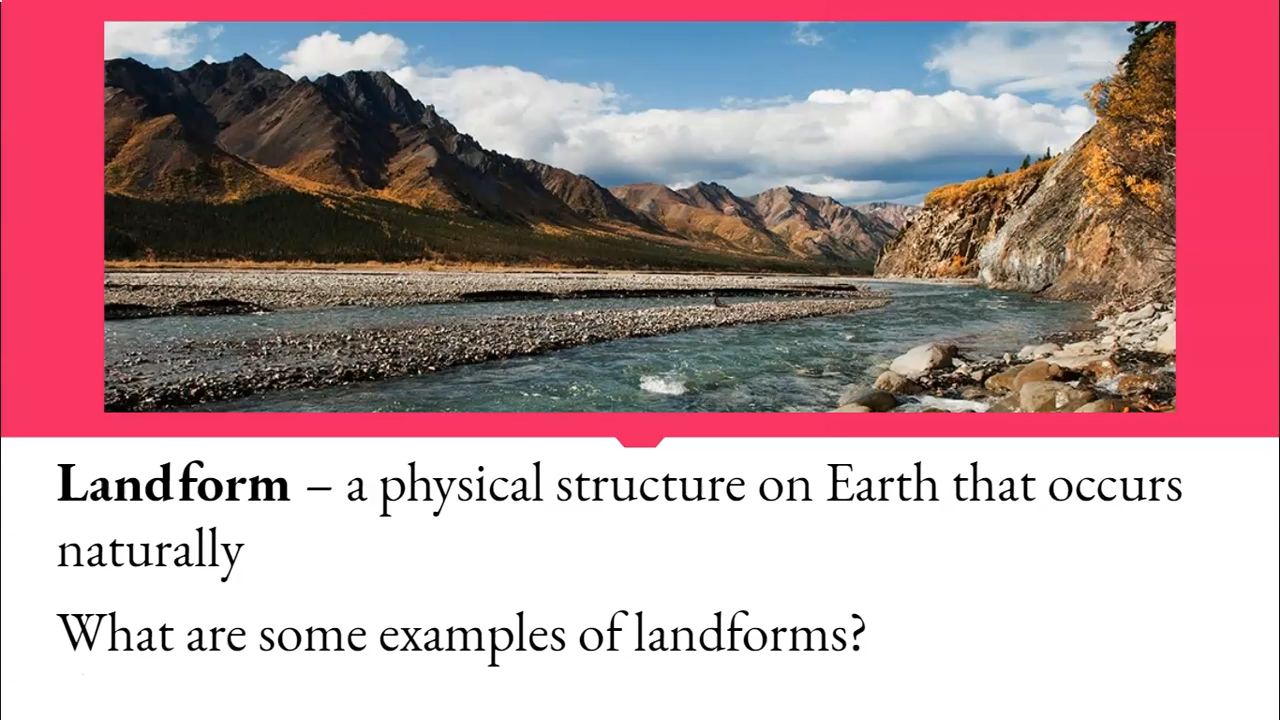 Landform – a physical structure on Earth that occurs
naturally
What are some examples of landforms?